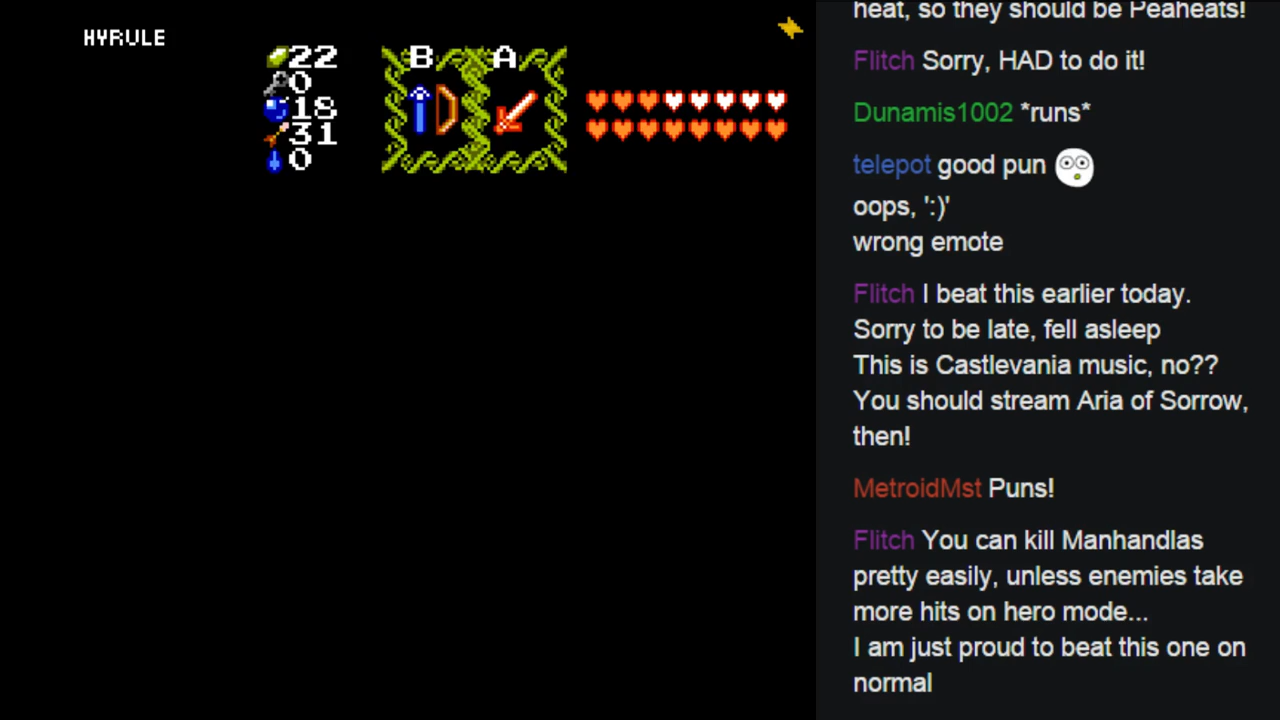 HYRULE
22
0
18
31
0
B A
heat, so they should be Peaheats!
Flitch Sorry, HAD to do it!
Dunamis1002 *runs*
telepot good pun
oops, ':)'
wrong emote
Flitch I beat this earlier today.
Sorry to be late, fell asleep
This is Castlevania music, no??
You should stream Aria of Sorrow,
then!
MetroidMst Puns!
Flitch You can kill Manhandlas
pretty easily, unless enemies take
more hits on hero mode...
I am just proud to beat this one on
normal